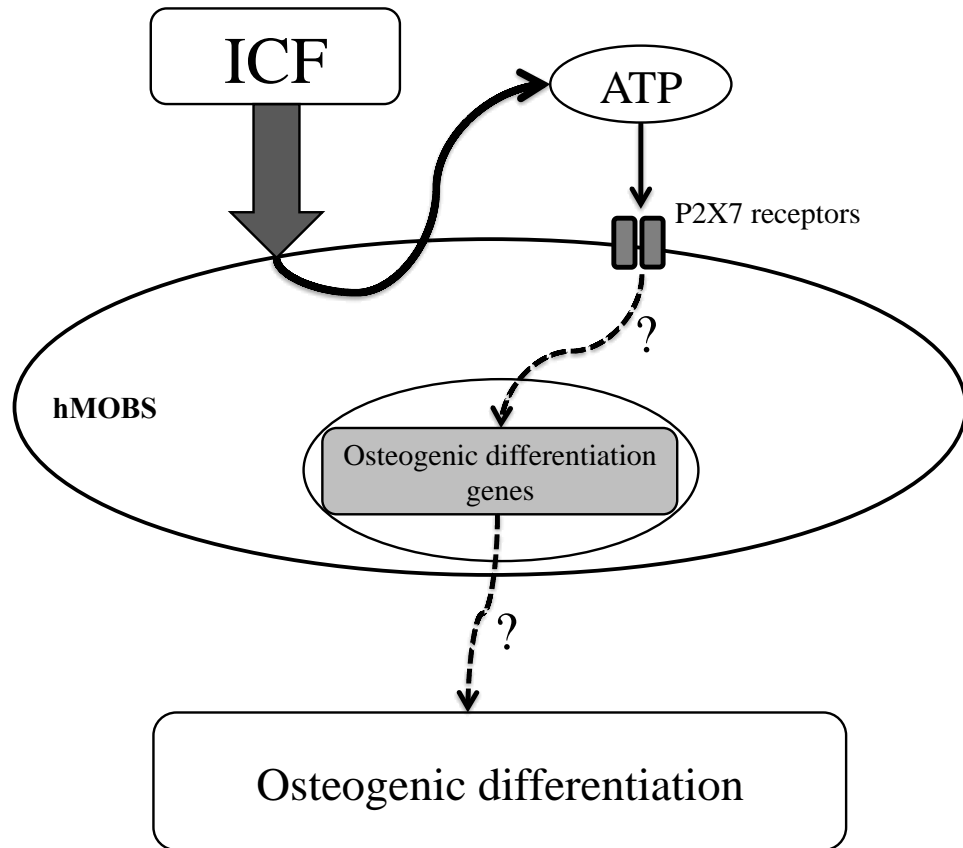 ICF
ATP
P2X7 receptors
?
hMOBS
Osteogenic differentiation
genes
?
Osteogenic differentiation